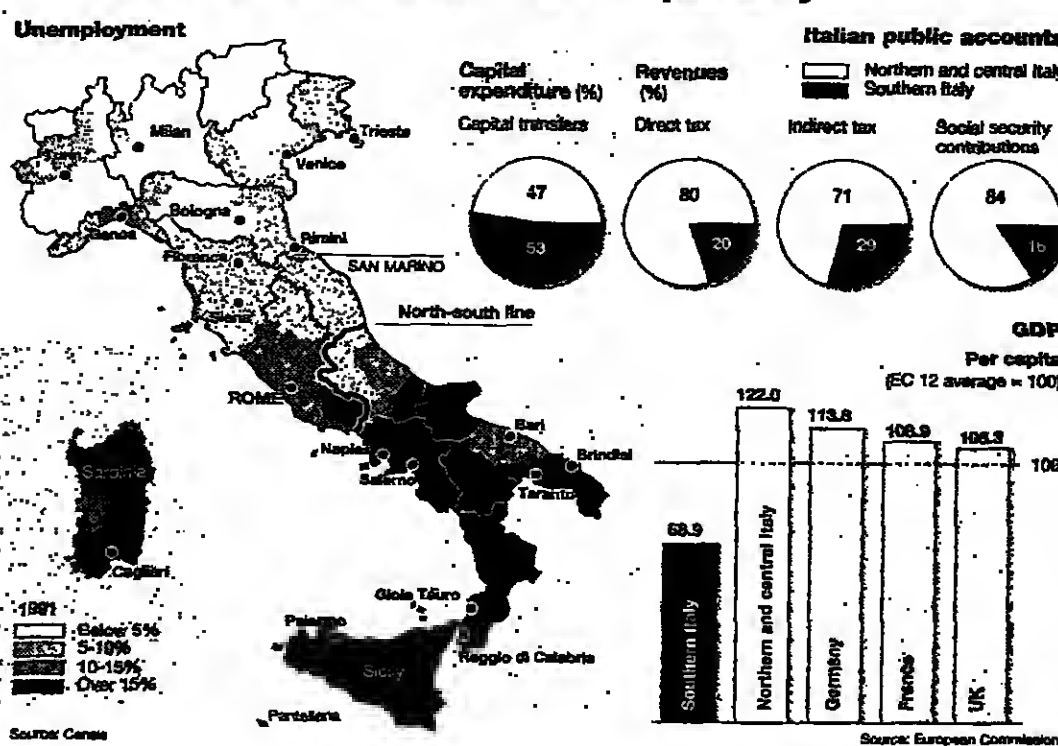 Unemployment
Milan
Trieste
Venice
Bologna
Genoa
Rimini
Florence
SAN MARINO
Siena
North-south line
ROME
Naples
Bari
Salerno
Brindisi
Taranto
Sardinia
Cagliari
Gioia Tauro
Palermo
Reggio di Calabria
Sicily
Pantelleria
1991
Below 5%
5-10%
10-15%
Over 15%
Source: Censis
Italian public accounts
Northern and central Italy
Southern Italy
Capital
expenditure (%)
Revenues
(%)
Capital transfers
Direct tax
Indirect tax
Social security
contributions
47
53
80
20
71
29
84
16
GDP
Per capita
(EC 12 average = 100)
68.9
122.0
113.8
106.3
100
Southern Italy
Northern and central Italy
Germany
France
UK
Source: European Commission